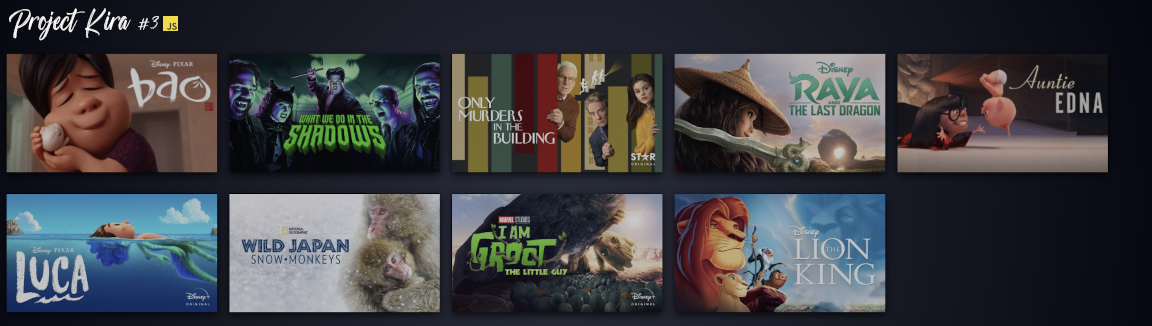 Project Kira #3 JS
Disney·PIXAR
bao
WHAT WE DO IN THE
SHADOWS
ONLY
MURDERS
IN THE
BUILDING
STAR
ORIGINAL
Disney
RAYA
AND
THE LAST DRAGON
Auntie
EDNA
Disney·PIXAR
LUCA
Disney+
ORIGINAL
NATIONAL
GEOGRAPHIC
WILD JAPAN
SNOW•MONKEYS
MARVEL STUDIOS
I AM
GROOT
THE LITTLE GUY
Disney+
ORIGINAL
Disney
THE
LION
KING